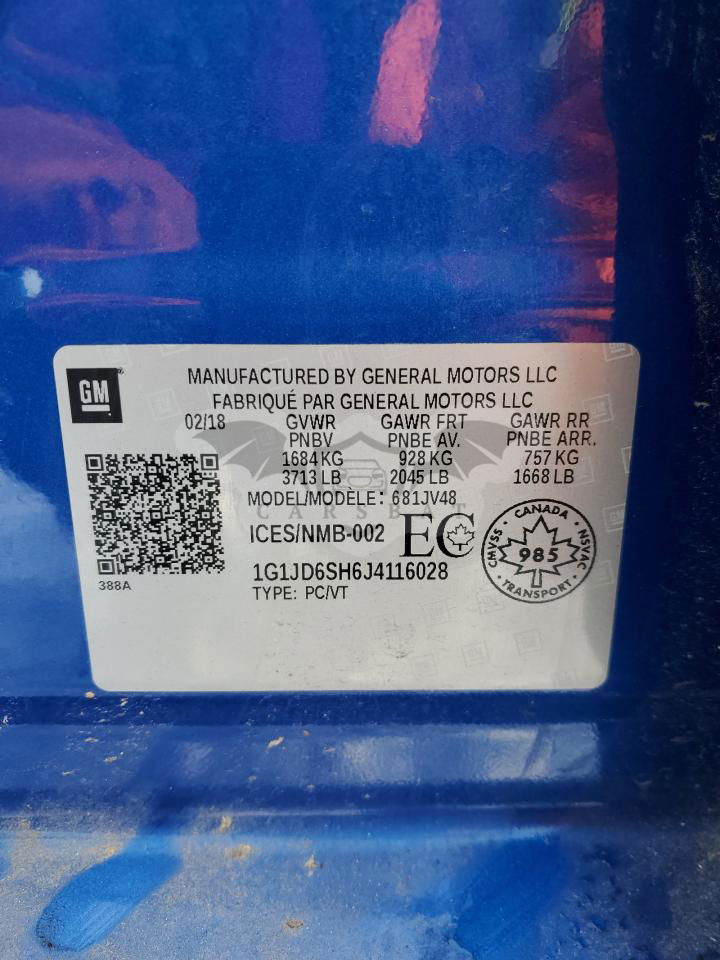 GM
MANUFACTURED BY GENERAL MOTORS LLC
FABRIQUÉ PAR GENERAL MOTORS LLC
02/18 GVWR GAWR FRT GAWR RR
PNBV PNBE AV. PNBE ARR.
1684 KG 928 KG 757 KG
3713 LB 2045 LB 1668 LB
MODEL/MODÈLE: 681JV48
CARSBAT
ICES/NMB-002 EC
CANADA
CMVSS 985 NSVAC
TRANSPORT
388A
1G1JD6SH6J4116028
TYPE: PC/VT